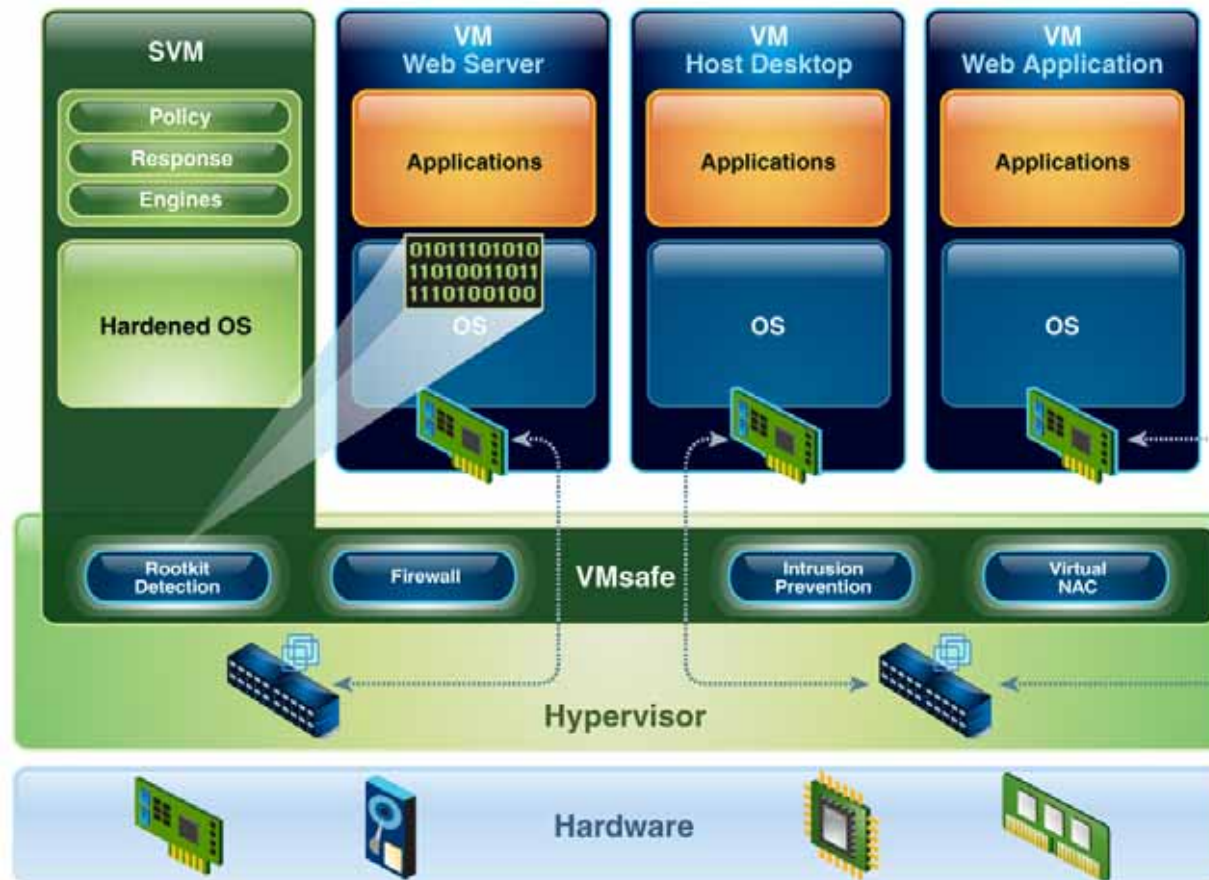 SVM
Policy
Response
Engines
Hardened OS
VM
Web Server
Applications
01011101010
11010011011
1110100100
OS
VM
Host Desktop
Applications
OS
VM
Web Application
Applications
OS
Rootkit
Detection
Firewall
VMsafe
Intrusion
Prevention
Virtual
NAC
Hypervisor
Hardware